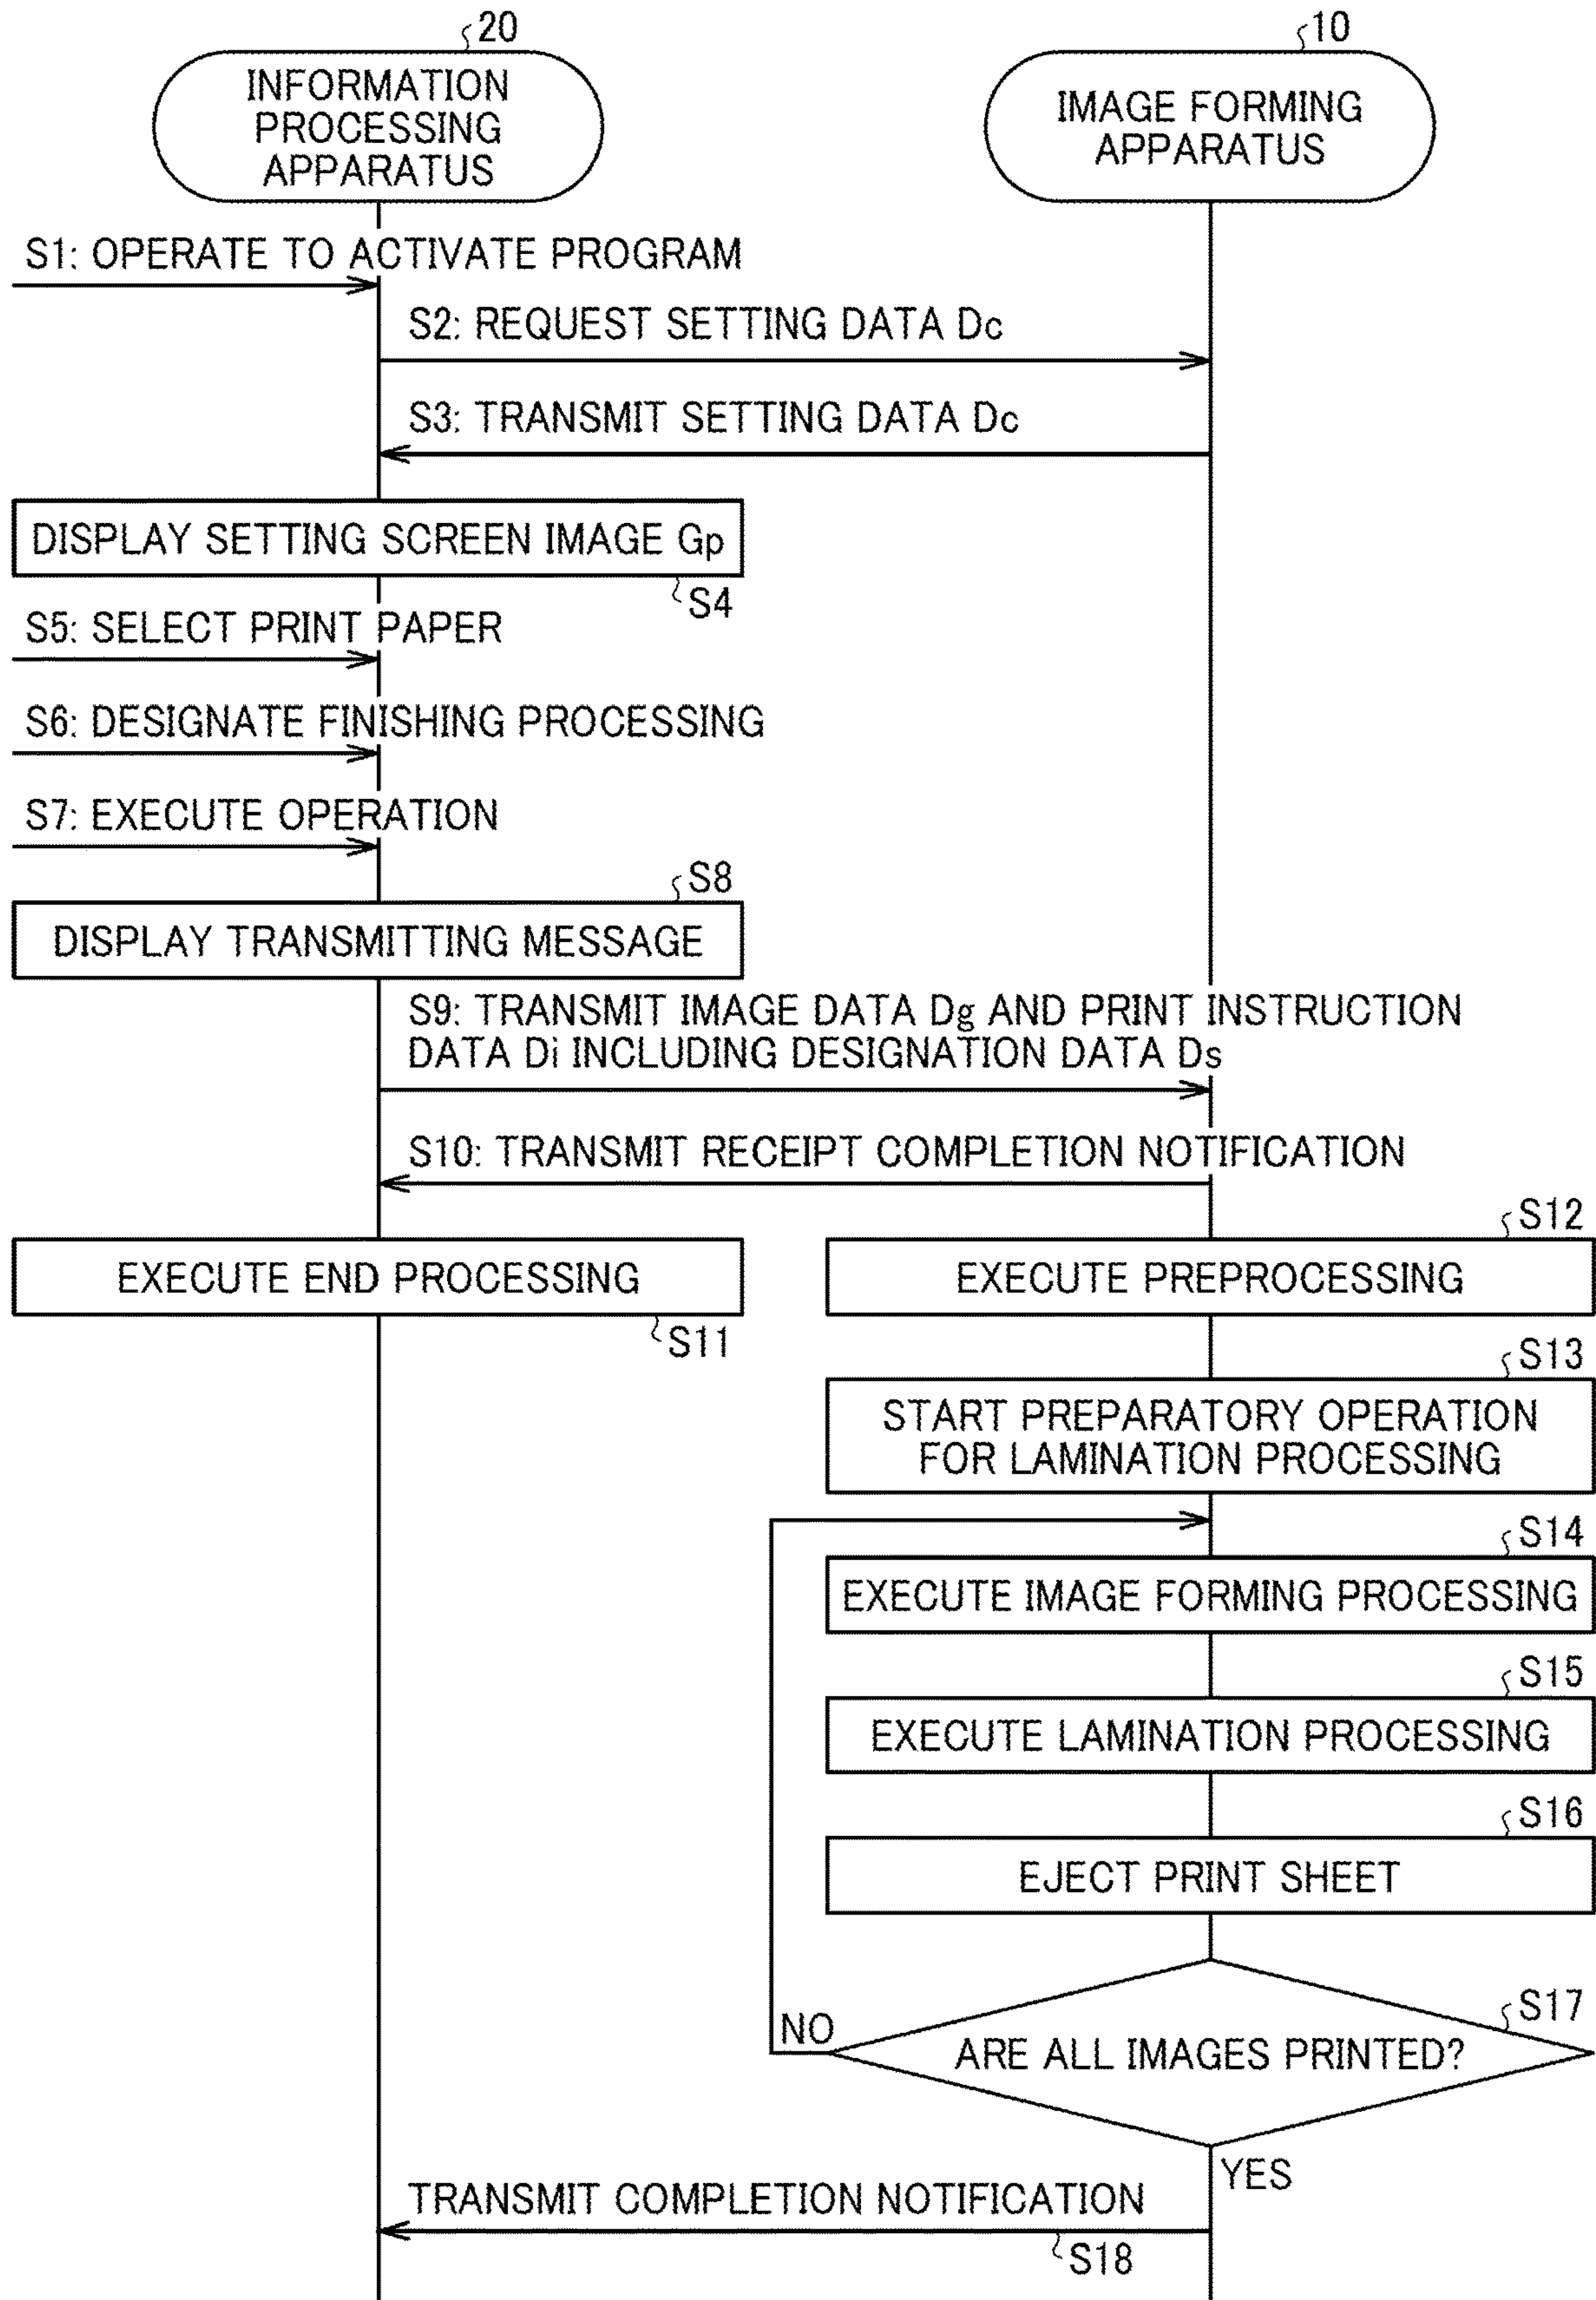 20
10
INFORMATION
PROCESSING
APPARATUS
IMAGE FORMING
APPARATUS
S1: OPERATE TO ACTIVATE PROGRAM
S2: REQUEST SETTING DATA Dc
S3: TRANSMIT SETTING DATA Dc
DISPLAY SETTING SCREEN IMAGE Gp
S4
S5: SELECT PRINT PAPER
S6: DESIGNATE FINISHING PROCESSING
S7: EXECUTE OPERATION
S8
DISPLAY TRANSMITTING MESSAGE
S9: TRANSMIT IMAGE DATA Dg AND PRINT INSTRUCTION
DATA Di INCLUDING DESIGNATION DATA Ds
S10: TRANSMIT RECEIPT COMPLETION NOTIFICATION
EXECUTE END PROCESSING
S11
S12
EXECUTE PREPROCESSING
S13
START PREPARATORY OPERATION
FOR LAMINATION PROCESSING
S14
EXECUTE IMAGE FORMING PROCESSING
S15
EXECUTE LAMINATION PROCESSING
S16
EJECT PRINT SHEET
S17
NO
ARE ALL IMAGES PRINTED?
YES
TRANSMIT COMPLETION NOTIFICATION
S18